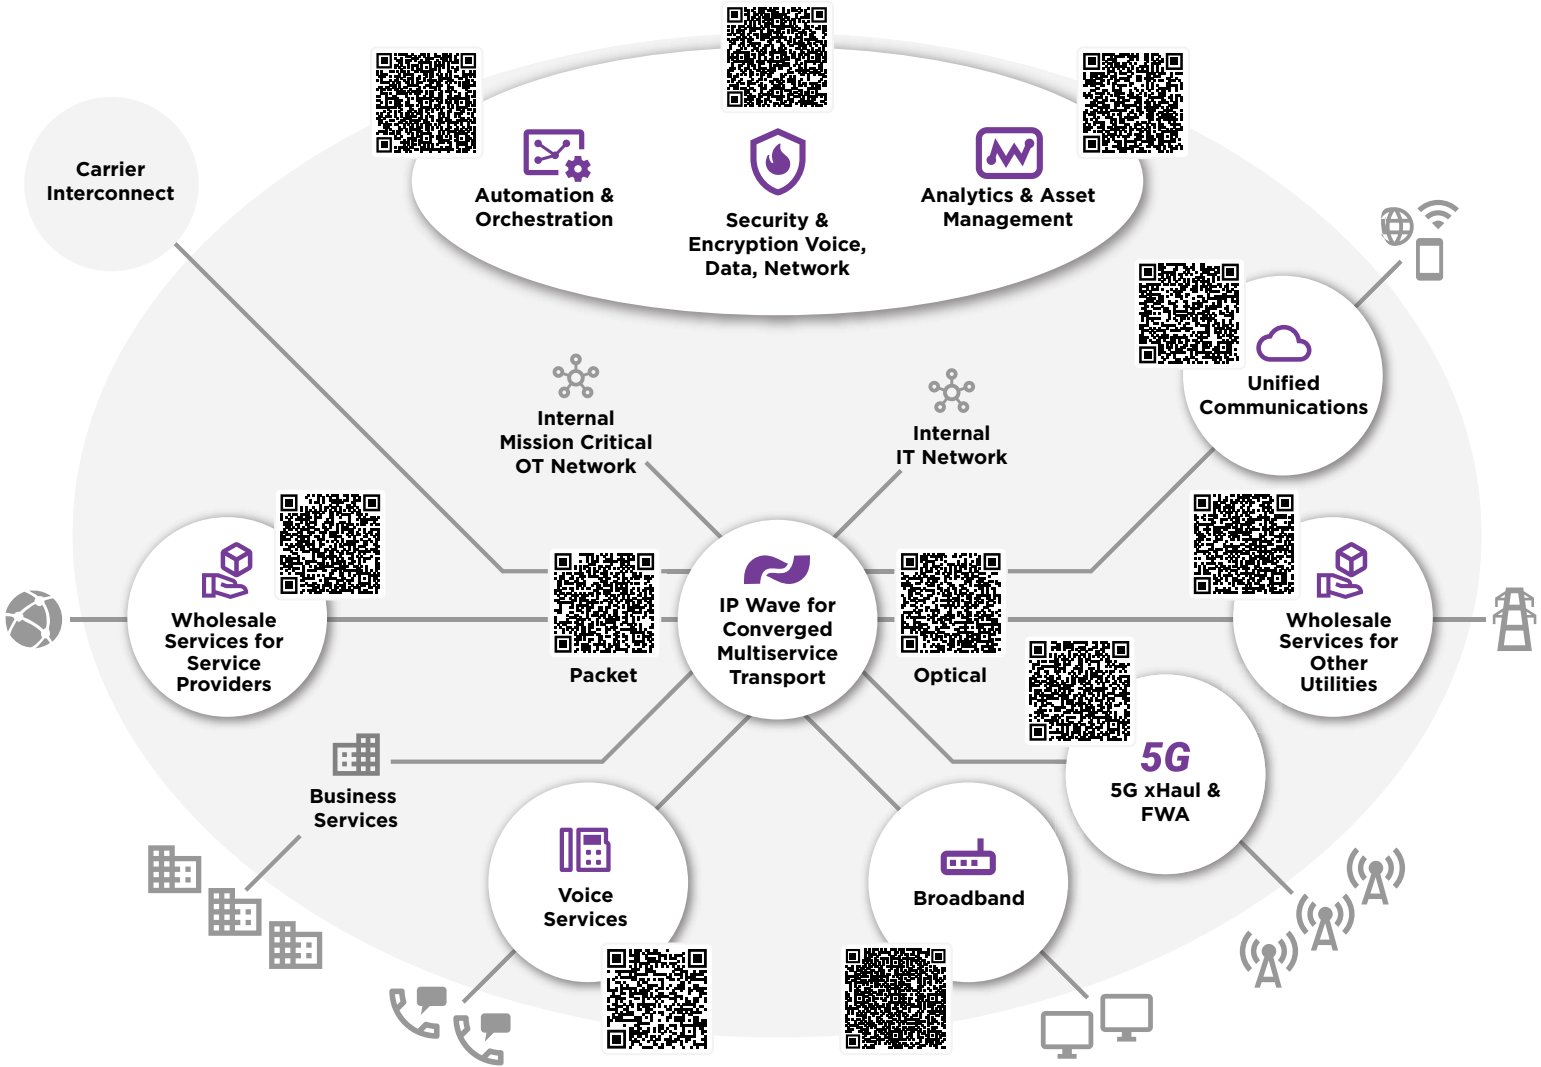 Carrier
Interconnect
Automation &
Orchestration
Security &
Encryption Voice,
Data, Network
Analytics & Asset
Management
Unified
Communications
Internal
Mission Critical
OT Network
Internal
IT Network
Wholesale
Services for
Service
Providers
Packet
IP Wave for
Converged
Multiservice
Transport
Optical
Wholesale
Services for
Other
Utilities
5G
5G xHaul &
FWA
Business
Services
Voice
Services
Broadband